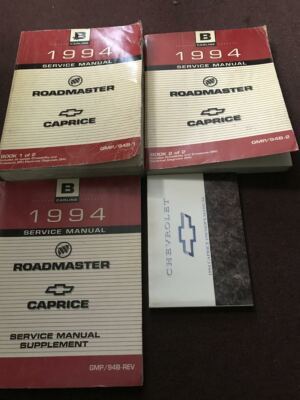 B
CARLINE
1994
SERVICE MANUAL
ROADMASTER
CAPRICE
BOOK 1 of 2
GMP/94B-1
B
CARLINE
1994
SERVICE MANUAL
ROADMASTER
CAPRICE
BOOK 2 of 2
GMP/94B-2
B
CARLINE
1994
SERVICE MANUAL
ROADMASTER
CAPRICE
SERVICE MANUAL
SUPPLEMENT
GMP/94B-REV
CHEVROLET